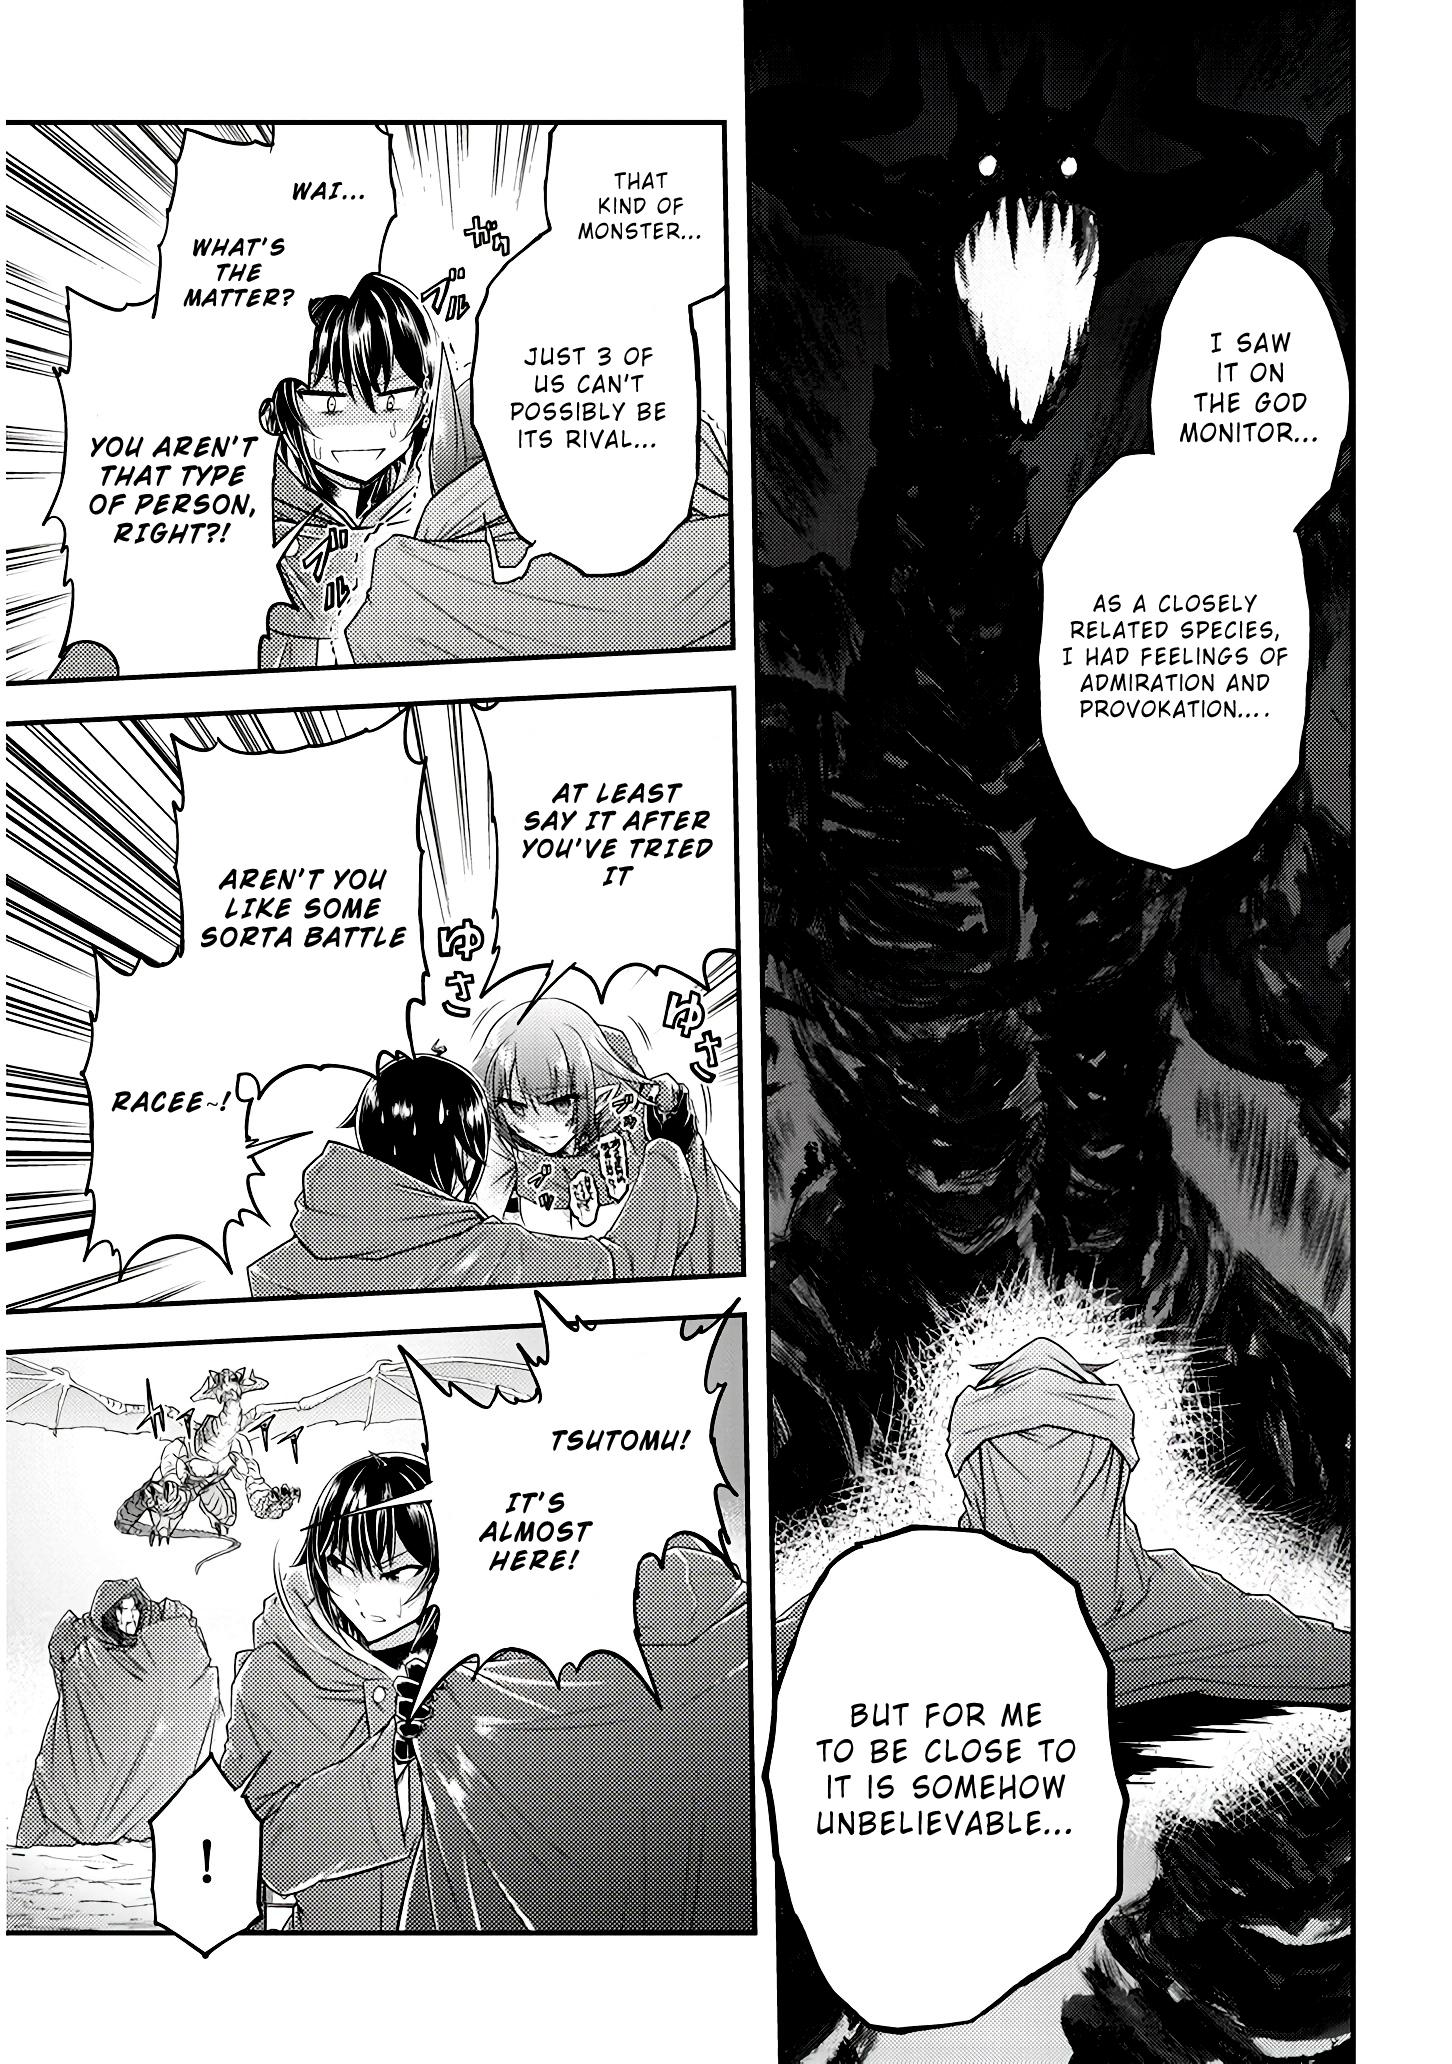 I SAW
IT ON
THE GOD
MONITOR...
AS A CLOSELY
RELATED SPECIES,
I HAD FEELINGS OF
ADMIRATION AND
PROVOKATION....
BUT FOR ME
TO BE CLOSE TO
IT IS SOMEHOW
UNBELIEVABLE...
THAT
KIND OF
MONSTER...
JUST 3 OF
US CAN'T
POSSIBLY BE
ITS RIVAL...
ガリ
ブル
ブル
WAI...
WHAT'S
THE
MATTER?
YOU AREN'T
THAT TYPE
OF PERSON,
RIGHT?!
AT LEAST
SAY IT AFTER
YOU'VE TRIED
IT
ゆさ
ゆさ
AREN'T YOU
LIKE SOME
SORTA BATTLE
RACEE~!
TSUTOMU!
IT'S
ALMOST
HERE!
!